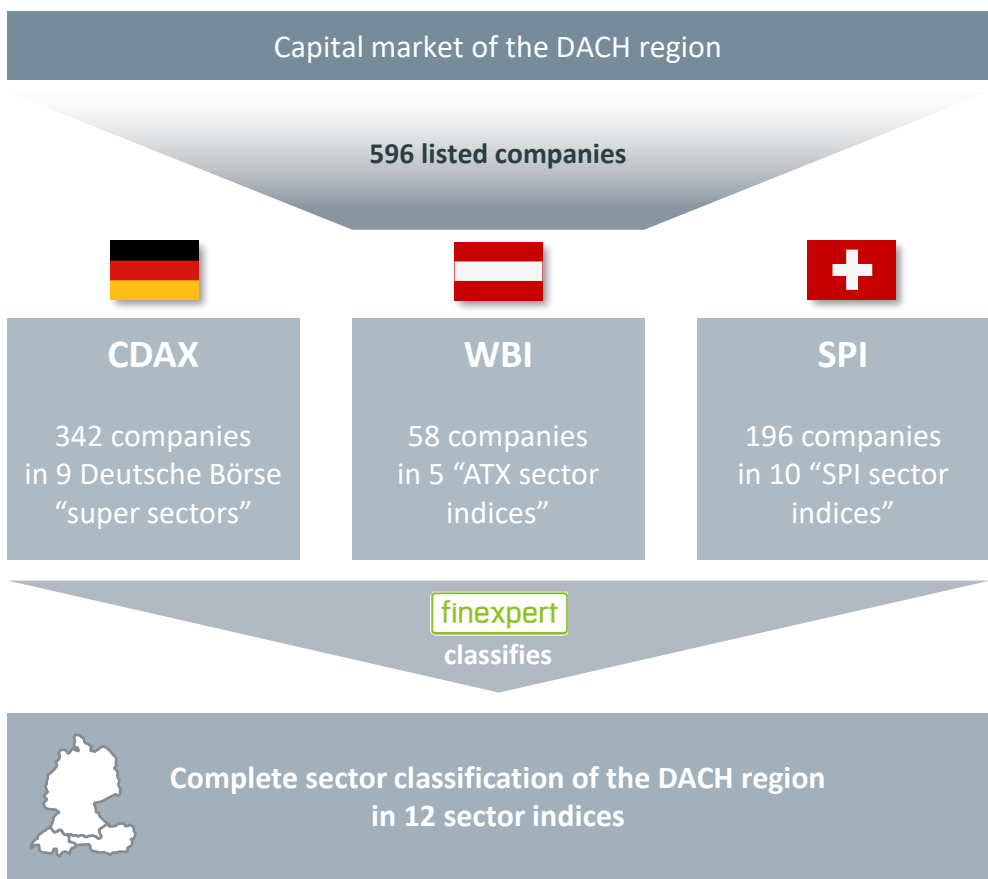 Capital market of the DACH region
596 listed companies
CDAX
342 companies
in 9 Deutsche Börse
“super sectors”
WBI
58 companies
in 5 “ATX sector
indices”
SPI
196 companies
in 10 “SPI sector
indices”
finexpert
classifies
Complete sector classification of the DACH region
in 12 sector indices